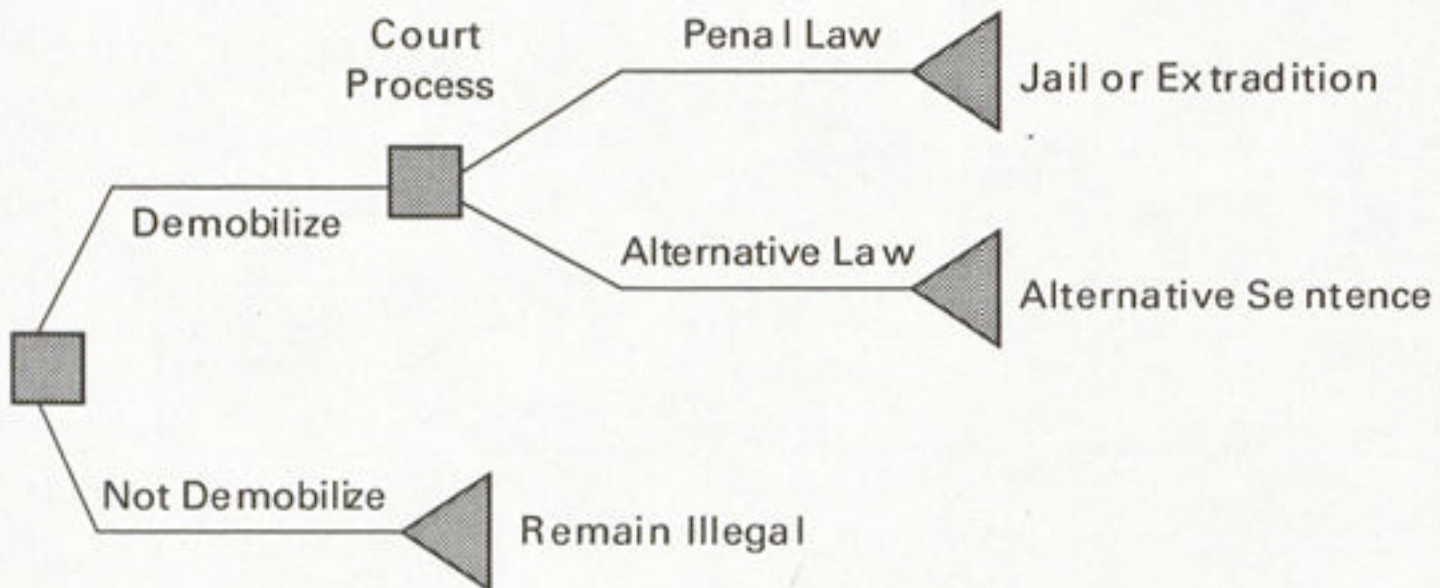 Court
Process
Penal Law
Jail or Extradition
Demobilize
Alternative Law
Alternative Sentence
Not Demobilize
Remain Illegal